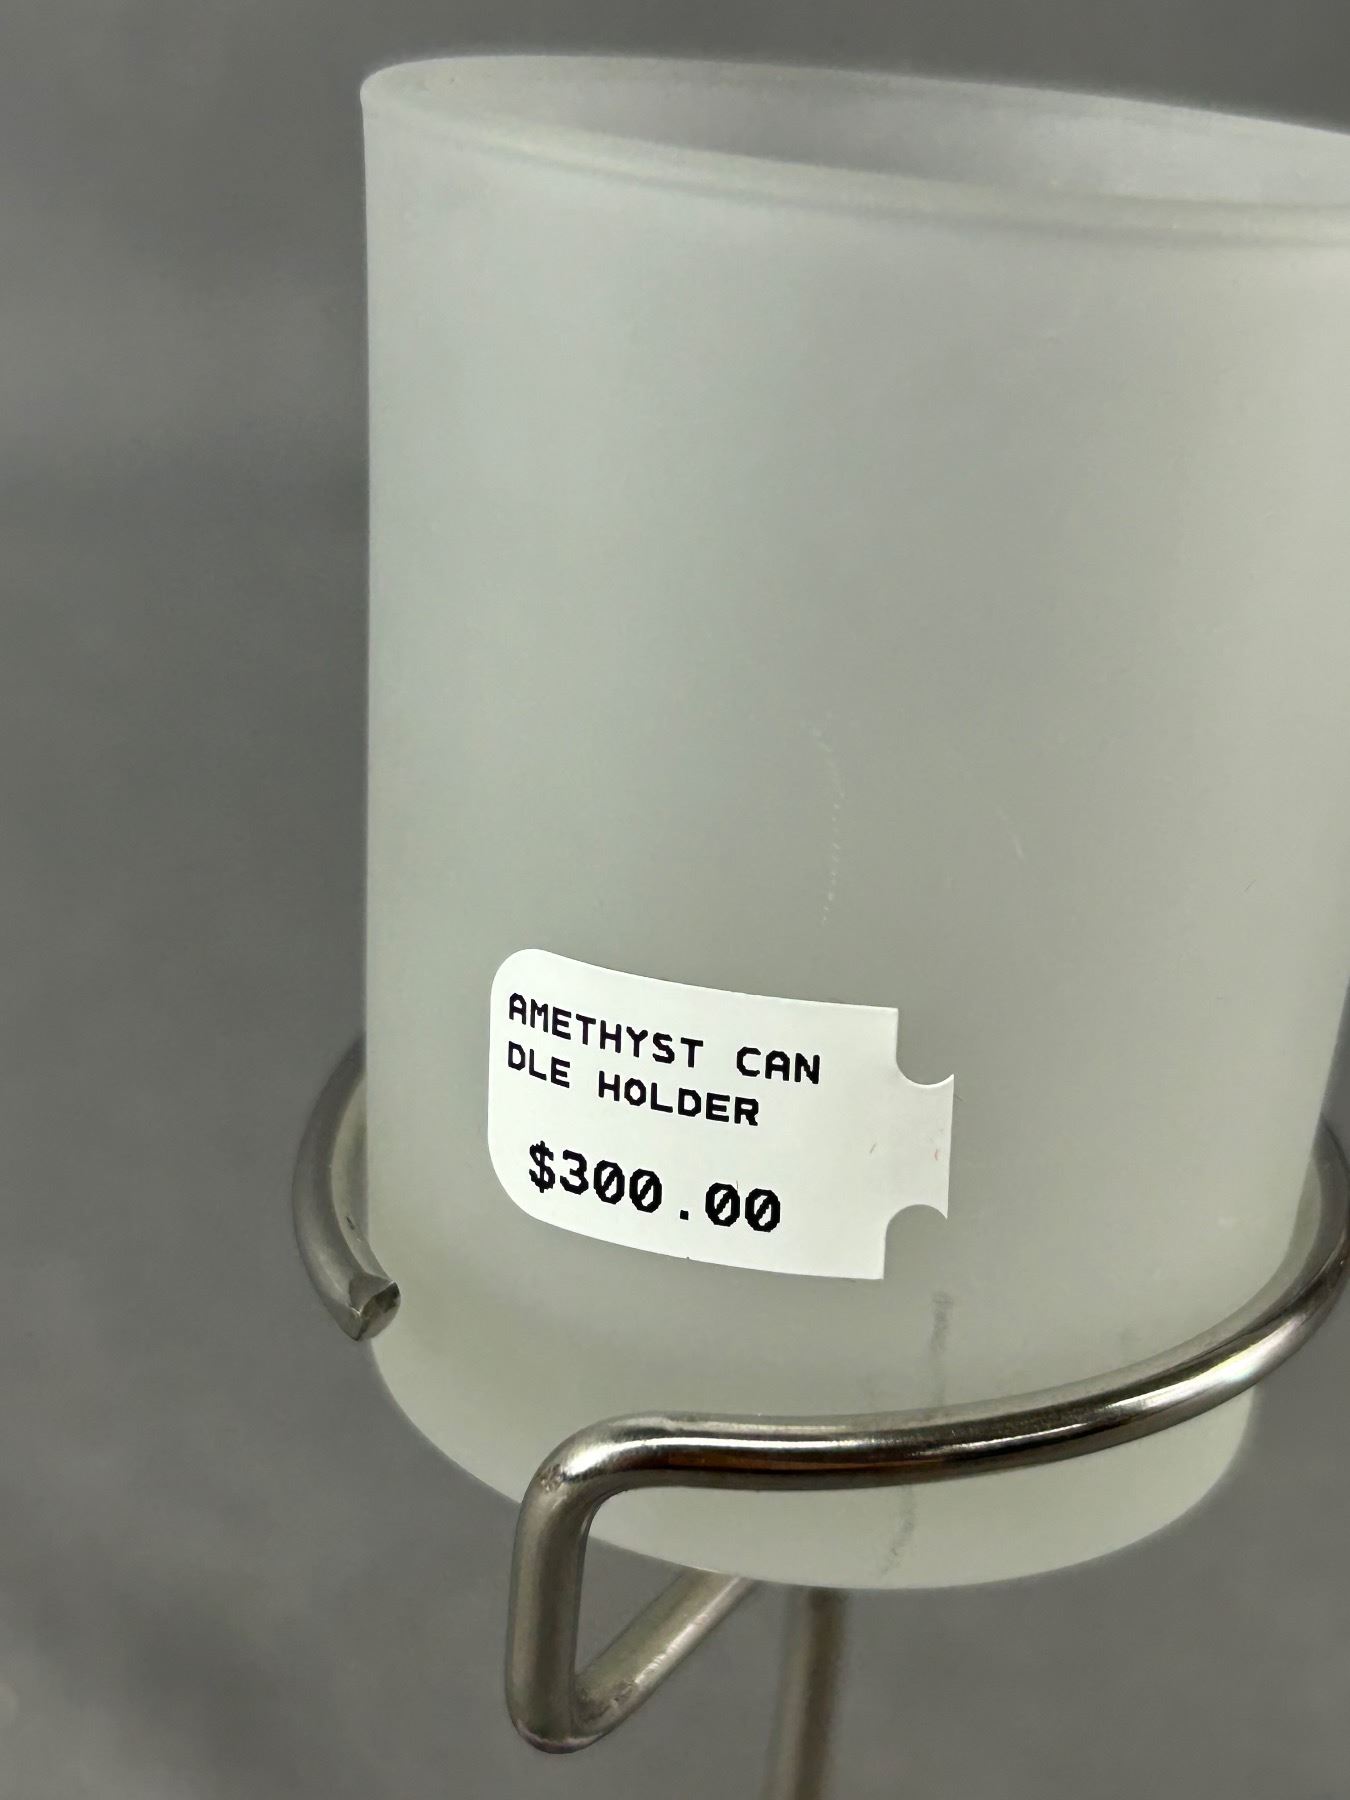 AMETHYST CAN
DLE HOLDER
$300.00